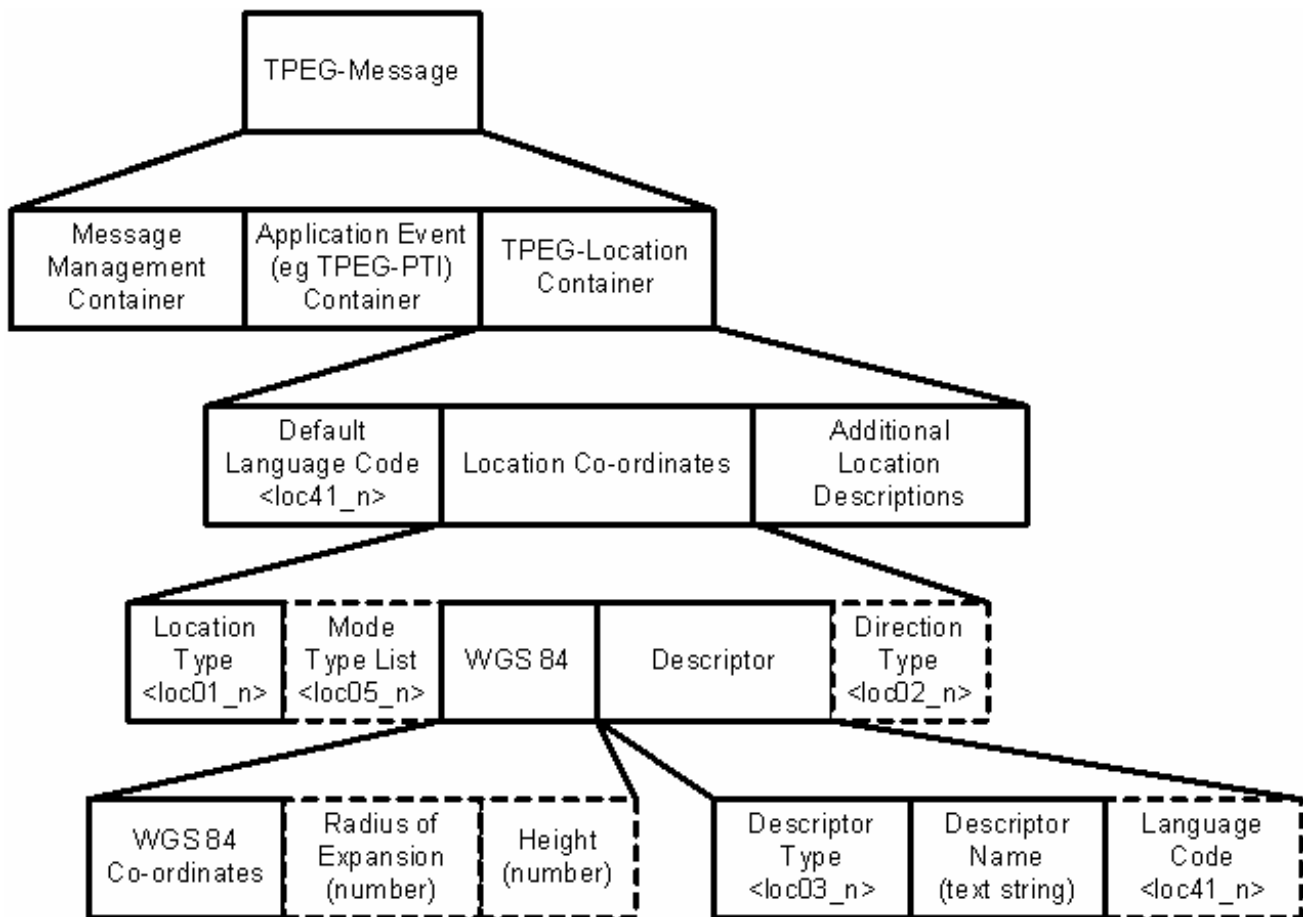 TPEG-Message
Message
Management
Container
Application Event
(eg TPEG-PTI)
Container
TPEG-Location
Container
Default
Language Code
<loc41_n>
Location Co-ordinates
Additional
Location
Descriptions
Location
Type
<loc01_n>
Mode
Type List
<loc05_n>
WGS 84
Descriptor
Direction
Type
<loc02_n>
WGS 84
Co-ordinates
Radius of
Expansion
(number)
Height
(number)
Descriptor
Type
<loc03_n>
Descriptor
Name
(text string)
Language
Code
<loc41_n>